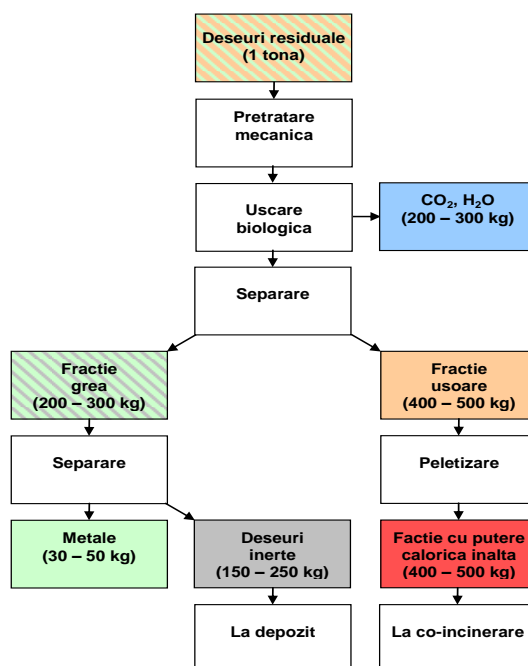 Deseuri residuale
(1 tona)
Pretratare
mecanica
Uscare
biologica
CO₂, H₂O
(200 – 300 kg)
Separare
Fractie
grea
(200 – 300 kg)
Fractie
usoare
(400 – 500 kg)
Separare
Peletizare
Metale
(30 – 50 kg)
Deseuri
inerte
(150 – 250 kg)
Factie cu putere
calorica inalta
(400 – 500 kg)
La depozit
La co-incinerare